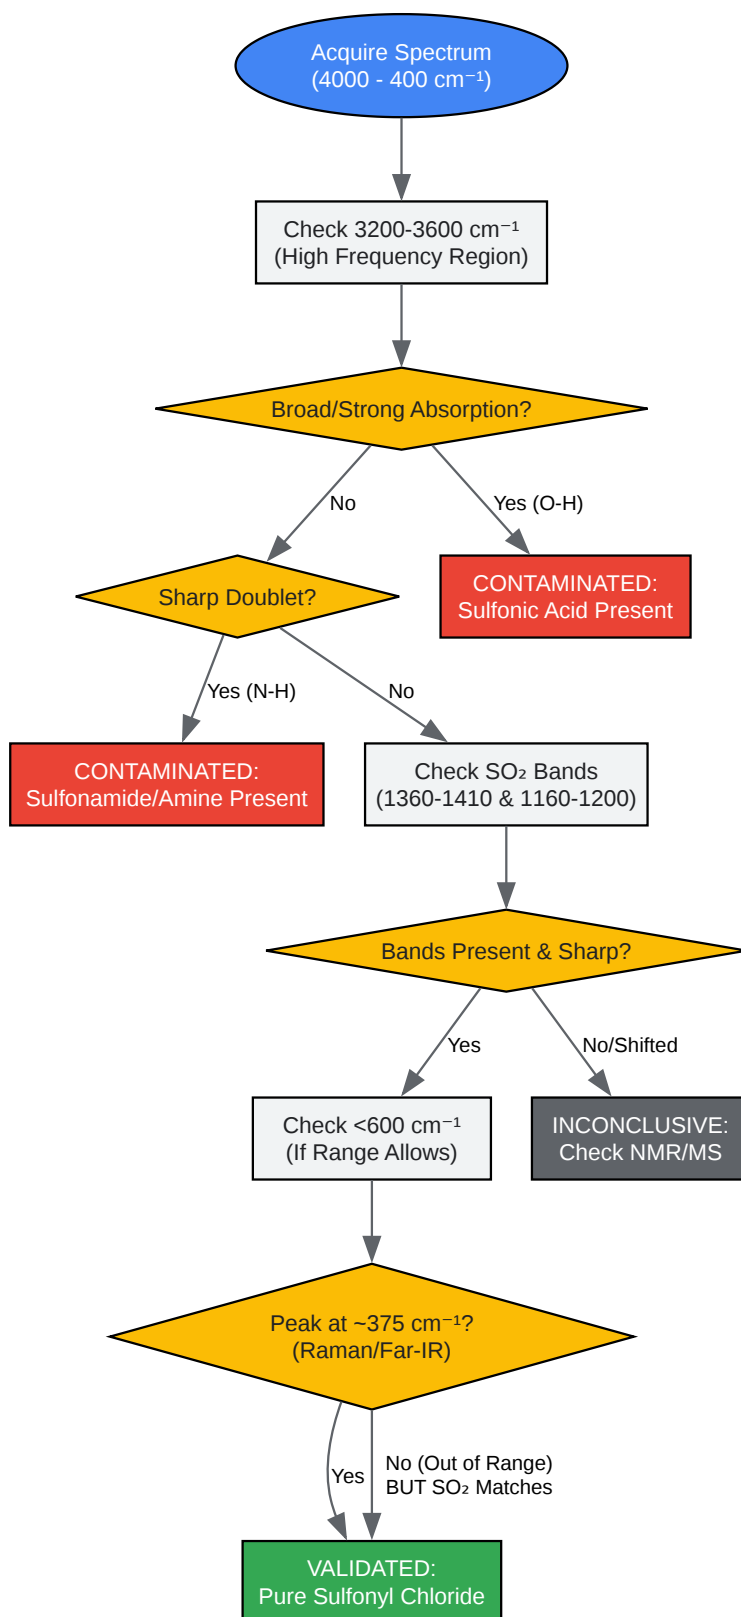 Acquire Spectrum
(4000 - 400 cm⁻¹)
Check 3200-3600 cm⁻¹
(High Frequency Region)
Broad/Strong Absorption?
No
Yes (O-H)
Sharp Doublet?
CONTAMINATED:
Sulfonic Acid Present
Yes (N-H)
No
CONTAMINATED:
Sulfonamide/Amine Present
Check SO₂ Bands
(1360-1410 & 1160-1200)
Bands Present & Sharp?
Yes
No/Shifted
Check <600 cm⁻¹
(If Range Allows)
INCONCLUSIVE:
Check NMR/MS
Peak at ~375 cm⁻¹?
(Raman/Far-IR)
Yes
No (Out of Range)
BUT SO₂ Matches
VALIDATED:
Pure Sulfonyl Chloride